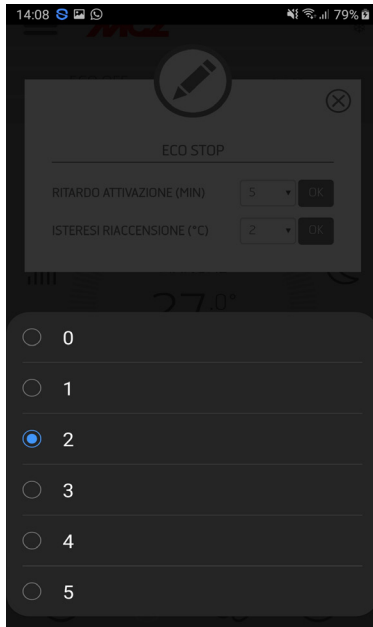 14:08 79%
MCZ
ECO STOP
RITARDO ATTIVAZIONE (MIN) 5 OK
ISTERESI RIACCENSIONE (°C) 2 OK
27.0°
0
1
2
3
4
5